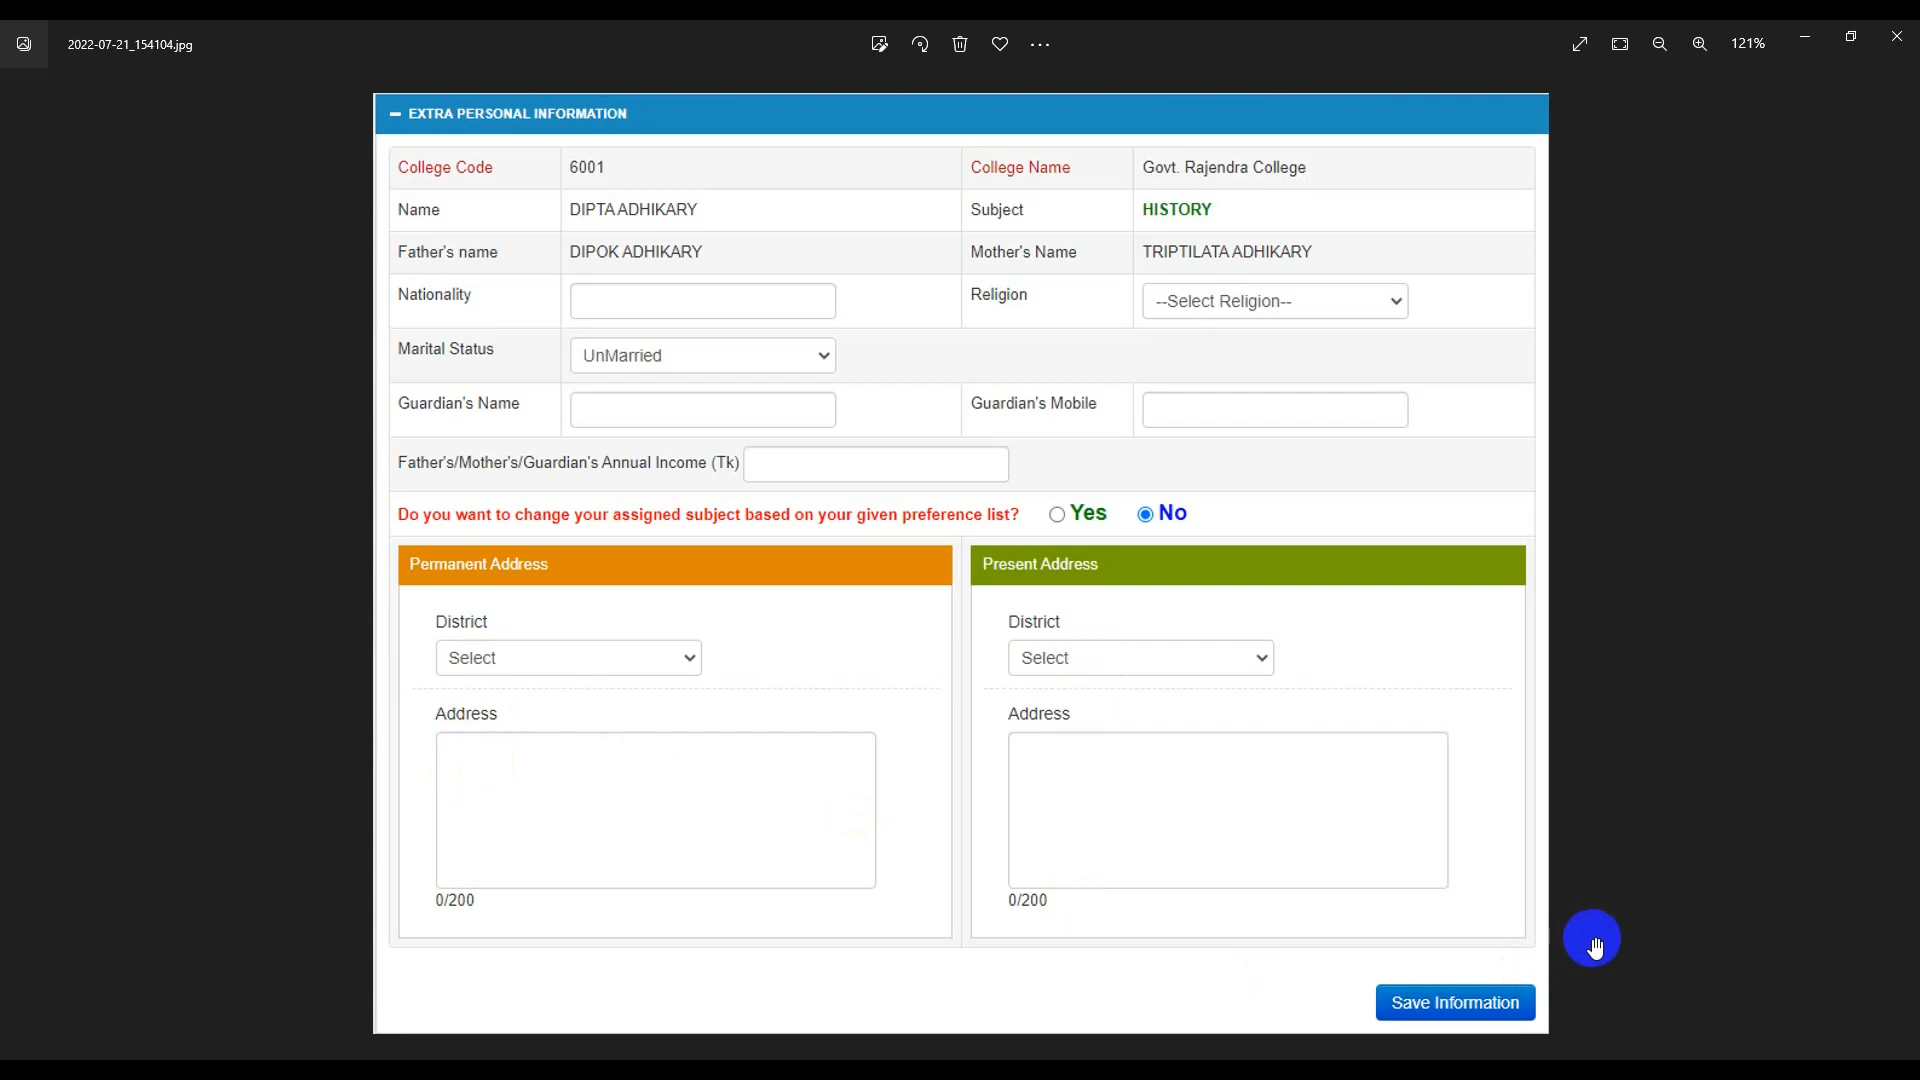 2022-07-21_154104.jpg
121%
EXTRA PERSONAL INFORMATION
College Code 6001 College Name Govt. Rajendra College
Name DIPTA ADHIKARY Subject HISTORY
Father's name DIPOK ADHIKARY Mother's Name TRIPTILATA ADHIKARY
Nationality Religion --Select Religion--
Marital Status UnMarried
Guardian's Name Guardian's Mobile
Father's/Mother's/Guardian's Annual Income (Tk)
Do you want to change your assigned subject based on your given preference list? Yes No
Permanent Address
District
Select
Address
0/200
Present Address
District
Select
Address
0/200
Save Information